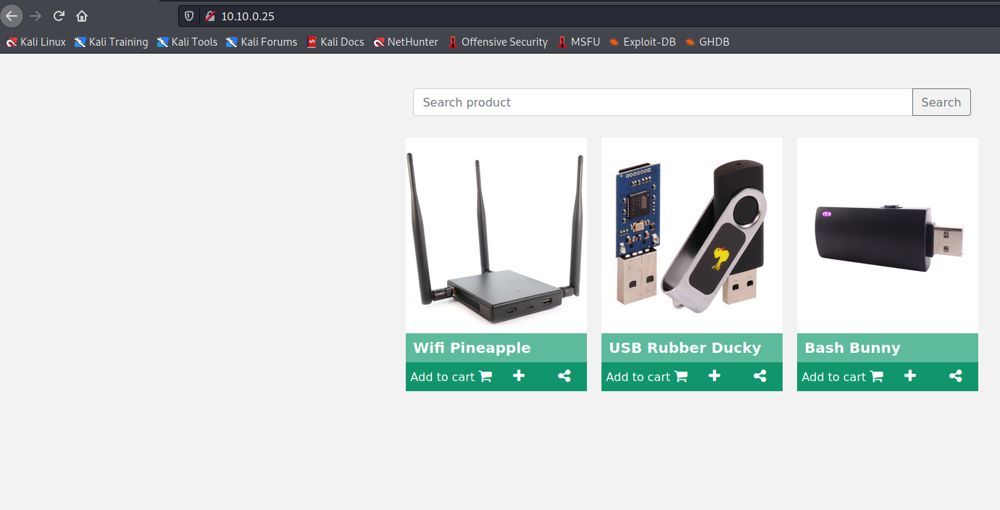 10.10.0.25
Kali Linux Kali Training Kali Tools Kali Forums Kali Docs NetHunter Offensive Security MSFU Exploit-DB GHDB
Search product Search
Wifi Pineapple USB Rubber Ducky Bash Bunny
Add to cart Add to cart Add to cart